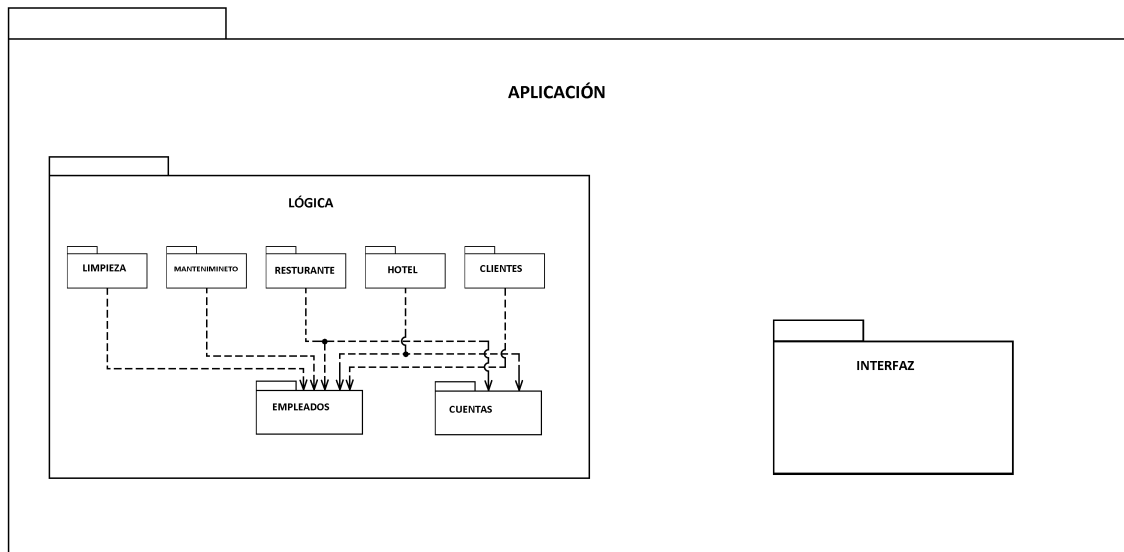 APLICACIÓN
LÓGICA
LIMPIEZA
MANTENIMINETO
RESTURANTE
HOTEL
CLIENTES
INTERFAZ
EMPLEADOS
CUENTAS